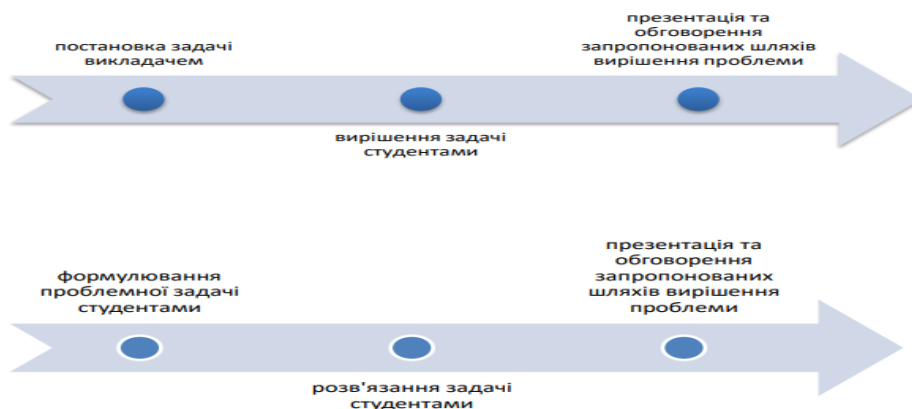 постановка задачі
викладачем
презентація та
обговорення
запропонованих шляхів
вирішення проблеми
вирішення задачі
студентами
формулювання
проблемної задачі
студентами
презентація та
обговорення
запропонованих
шляхів вирішення
проблеми
розв'язання задачі
студентами